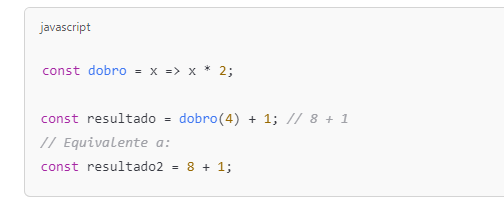 javascript
const dobro = x => x * 2;
const resultado = dobro(4) + 1; // 8 + 1
// Equivalente a:
const resultado2 = 8 + 1;